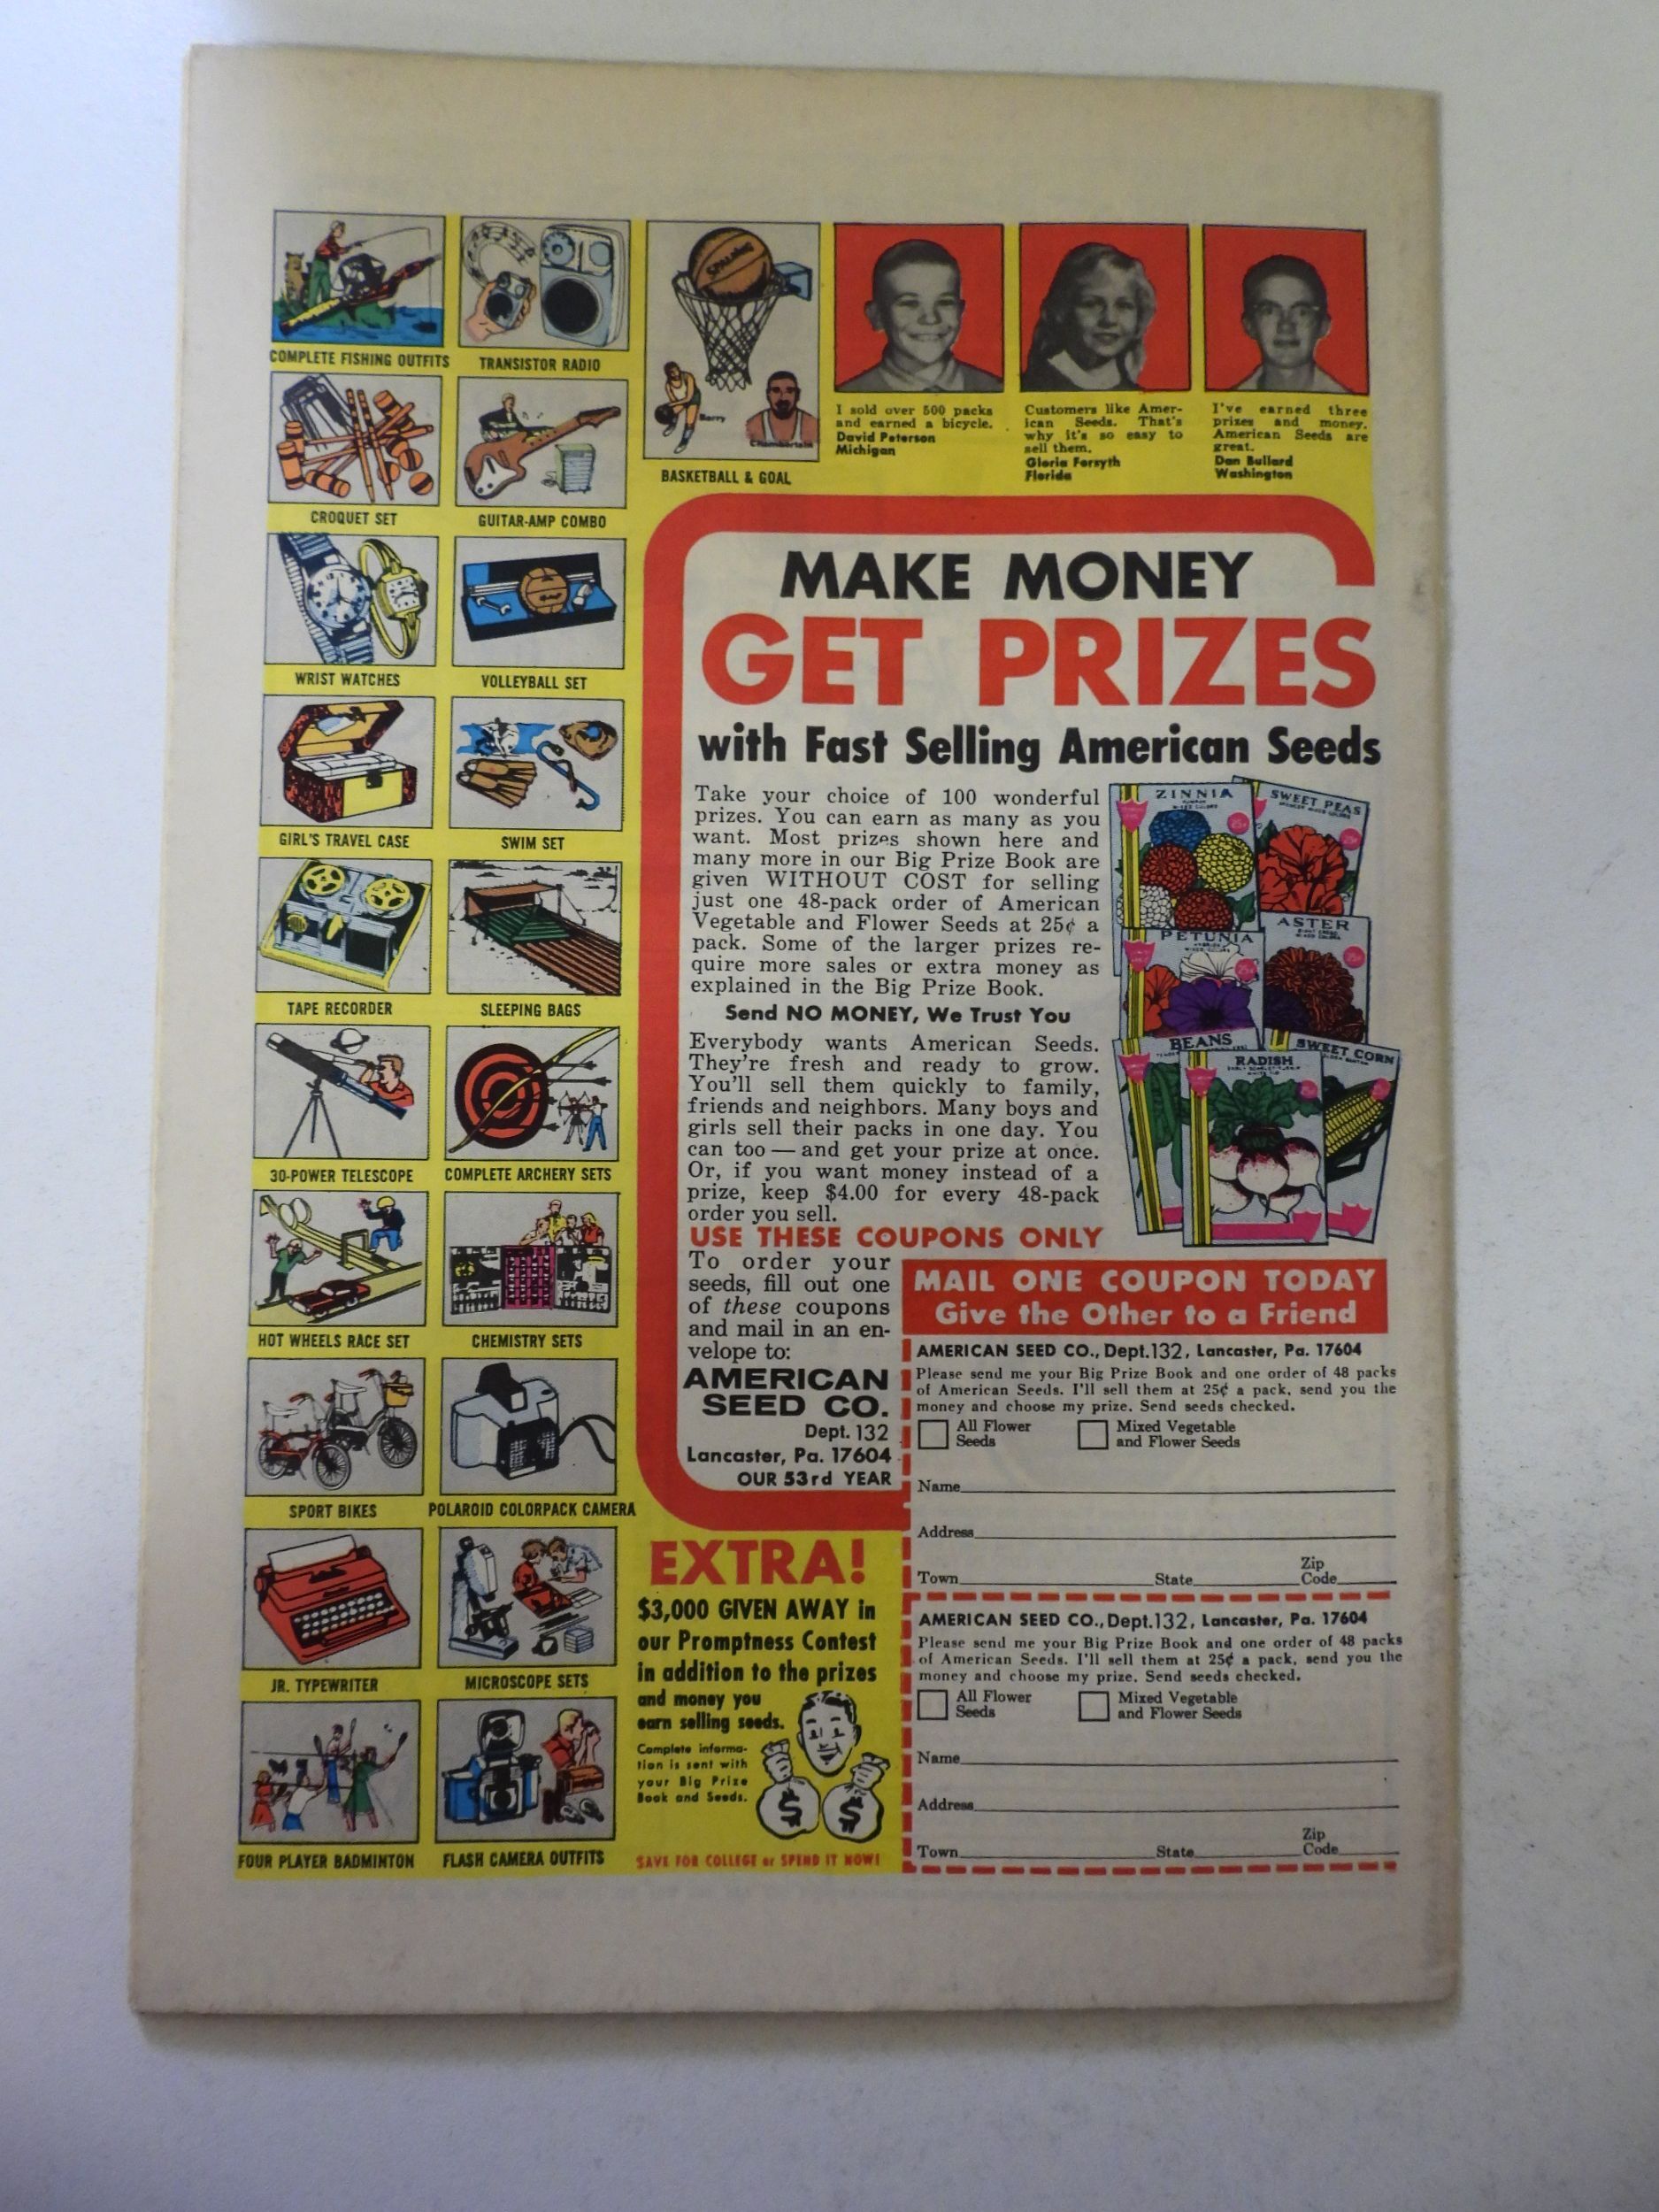 COMPLETE FISHING OUTFITS
TRANSISTOR RADIO
SPALDING
Barry
Chamberlain
BASKETBALL & GOAL
I sold over 500 packs
and earned a bicycle.
David Peterson
Michigan
Customers like Amer-
ican Seeds. That's
why it's so easy to
sell them.
Gloria Forsyth
Florida
I've earned three
prizes and money.
American Seeds are
great.
Dan Bullard
Washington
CROQUET SET
GUITAR-AMP COMBO
WRIST WATCHES
VOLLEYBALL SET
GIRL'S TRAVEL CASE
SWIM SET
TAPE RECORDER
SLEEPING BAGS
30-POWER TELESCOPE
COMPLETE ARCHERY SETS
HOT WHEELS RACE SET
CHEMISTRY SETS
SPORT BIKES
POLAROID COLORPACK CAMERA
JR. TYPEWRITER
MICROSCOPE SETS
FOUR PLAYER BADMINTON
FLASH CAMERA OUTFITS
MAKE MONEY
GET PRIZES
with Fast Selling American Seeds
Take your choice of 100 wonderful
prizes. You can earn as many as you
want. Most prizes shown here and
many more in our Big Prize Book are
given WITHOUT COST for selling
just one 48-pack order of American
Vegetable and Flower Seeds at 25¢ a
pack. Some of the larger prizes re-
quire more sales or extra money as
explained in the Big Prize Book.
Send NO MONEY, We Trust You
Everybody wants American Seeds.
They're fresh and ready to grow.
You'll sell them quickly to family,
friends and neighbors. Many boys and
girls sell their packs in one day. You
can too — and get your prize at once.
Or, if you want money instead of a
prize, keep $4.00 for every 48-pack
order you sell.
ZINNIA
MIXED COLORS
25¢
SWEET PEAS
MIXED COLORS
25¢
PETUNIA
MIXED COLORS
25¢
ASTER
MIXED COLORS
25¢
BEANS
RADISH
SWEET CORN
USE THESE COUPONS ONLY
To order your
seeds, fill out one
of these coupons
and mail in an en-
velope to:
AMERICAN
SEED CO.
Dept. 132
Lancaster, Pa. 17604
OUR 53rd YEAR
MAIL ONE COUPON TODAY
Give the Other to a Friend
AMERICAN SEED CO., Dept. 132, Lancaster, Pa. 17604
Please send me your Big Prize Book and one order of 48 packs
of American Seeds. I'll sell them at 25¢ a pack, send you the
money and choose my prize. Send seeds checked.
All Flower
Seeds
Mixed Vegetable
and Flower Seeds
Name
Address
Town State Zip
Code
AMERICAN SEED CO., Dept. 132, Lancaster, Pa. 17604
Please send me your Big Prize Book and one order of 48 packs
of American Seeds. I'll sell them at 25¢ a pack, send you the
money and choose my prize. Send seeds checked.
All Flower
Seeds
Mixed Vegetable
and Flower Seeds
Name
Address
Town State Zip
Code
EXTRA!
$3,000 GIVEN AWAY in
our Promptness Contest
in addition to the prizes
and money you
earn selling seeds.
Complete informa-
tion is sent with
your Big Prize
Book and Seeds.
$ $
SAVE FOR COLLEGE or SPEND IT NOW!